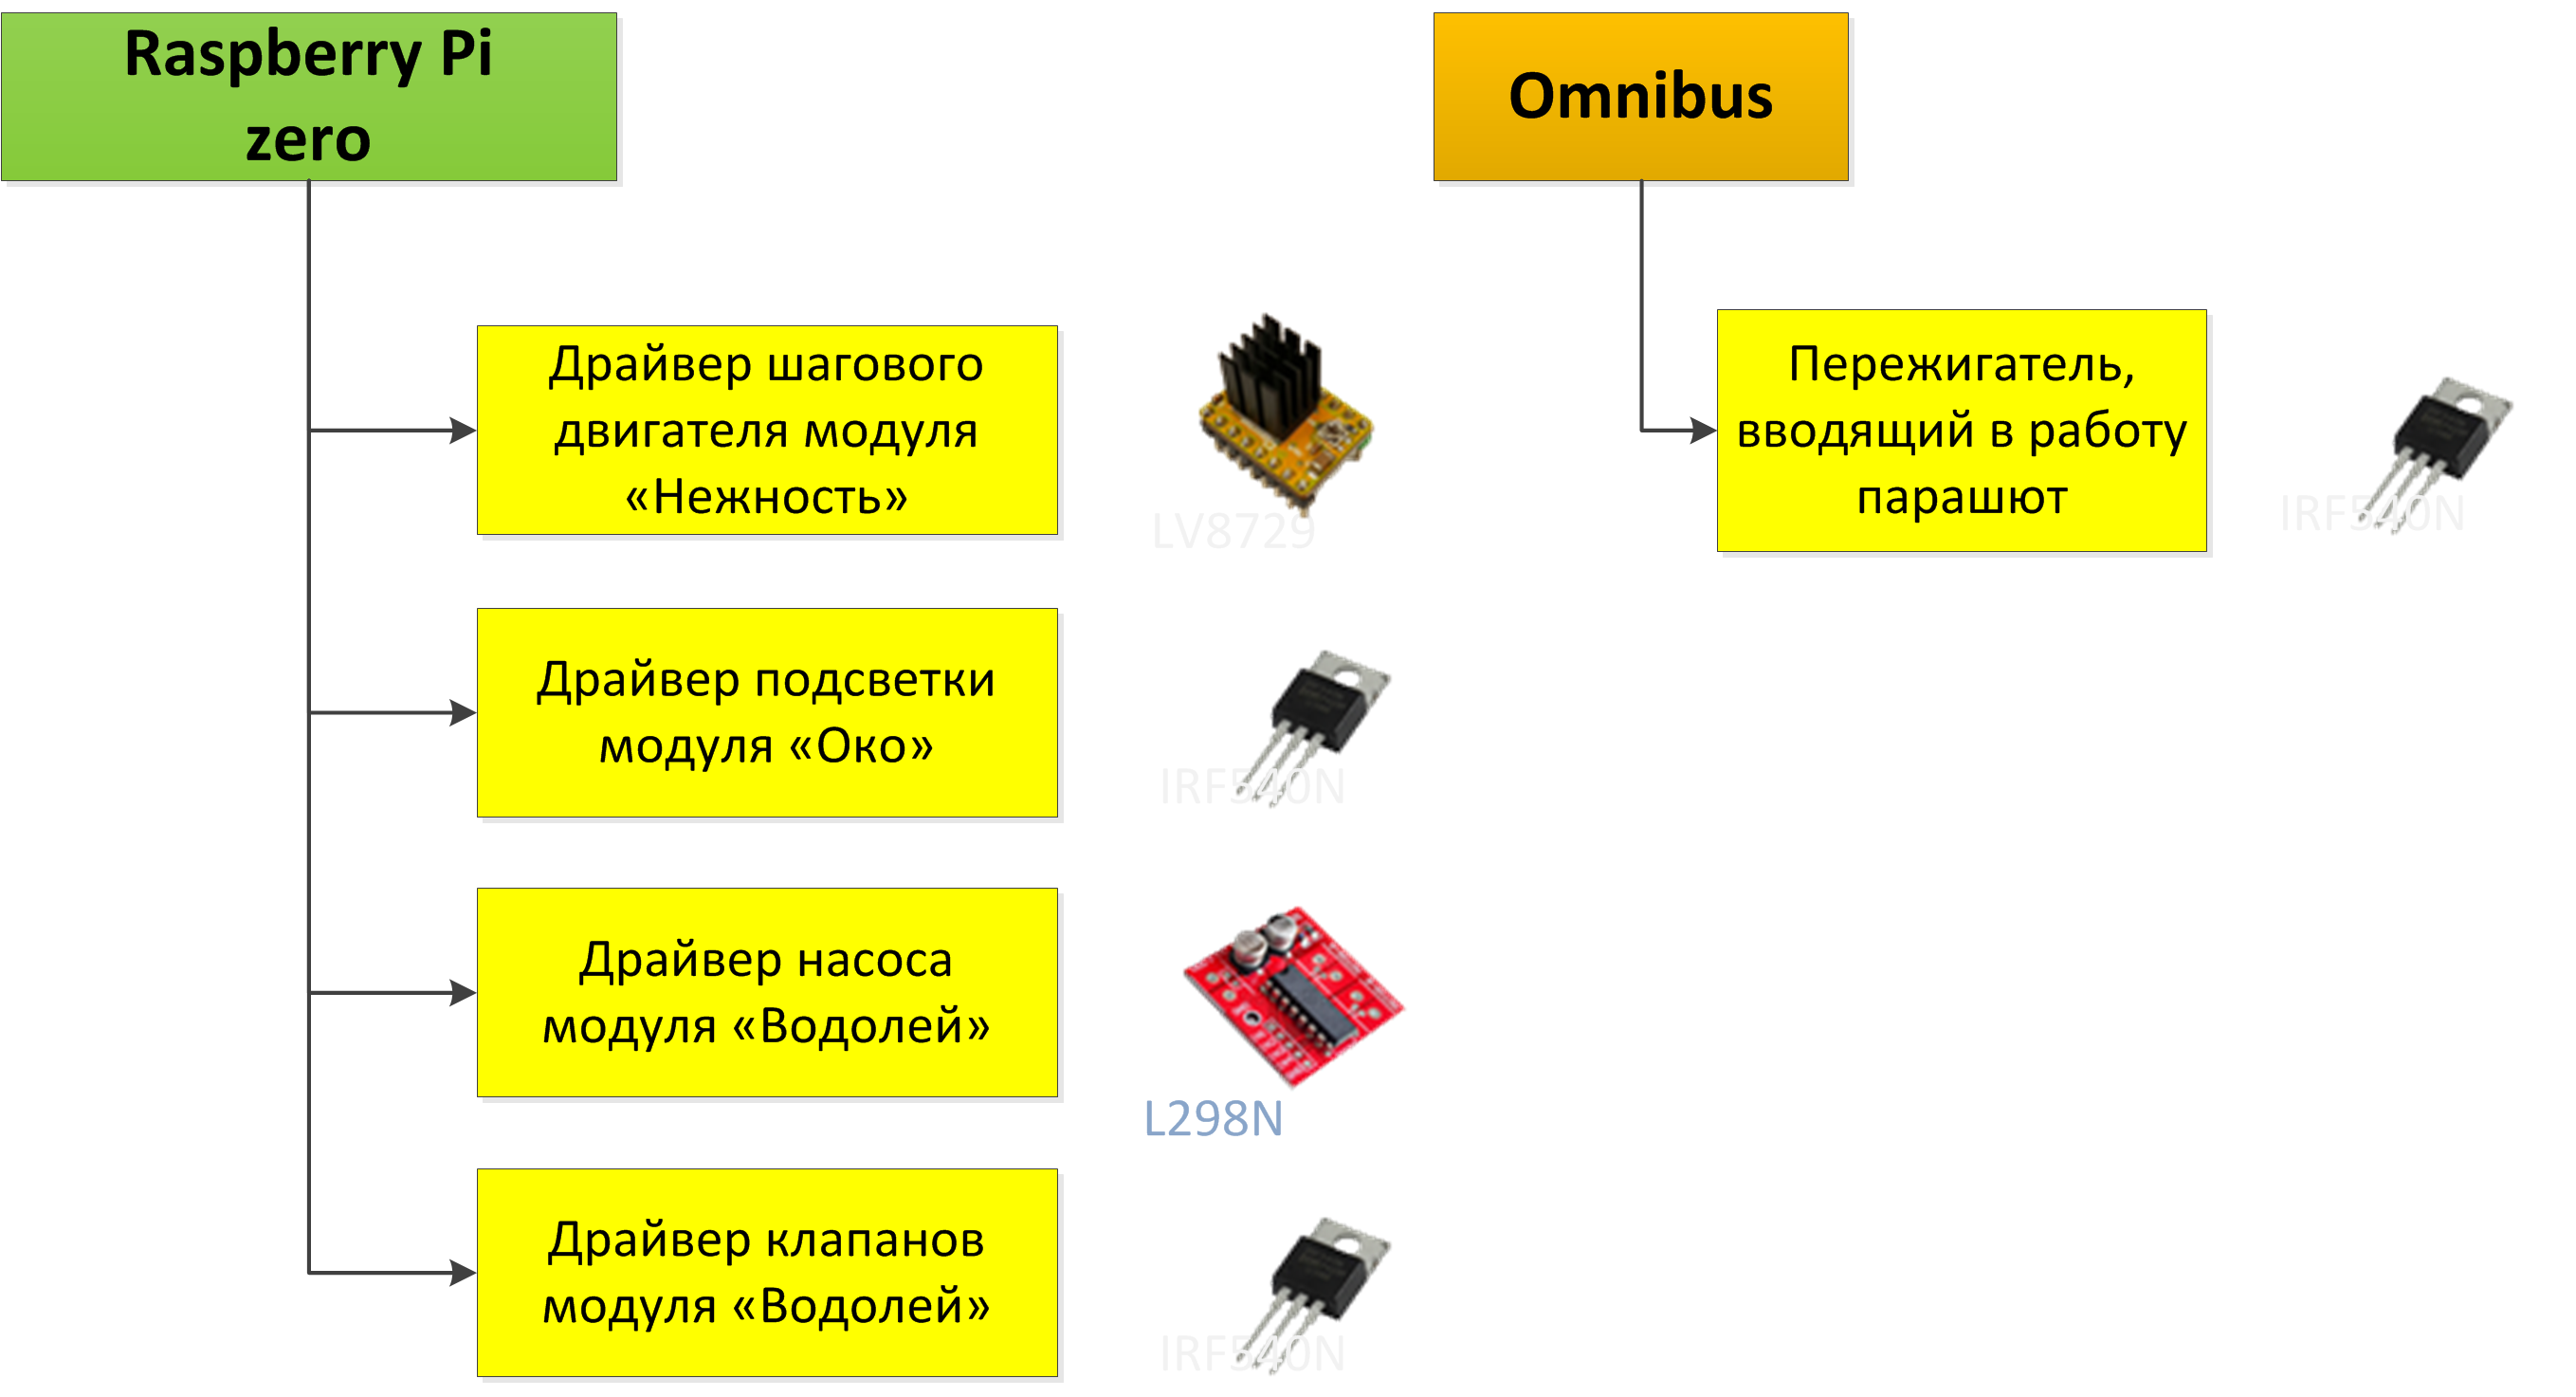 Raspberry Pi
zero
Драйвер шагового
двигателя модуля
«Нежность»
LV8729
Драйвер подсветки
модуля «Око»
IRF540N
Драйвер насоса
модуля «Водолей»
L298N
Драйвер клапанов
модуля «Водолей»
IRF540N
Omnibus
Пережигатель,
вводящий в работу
парашют
IRF540N